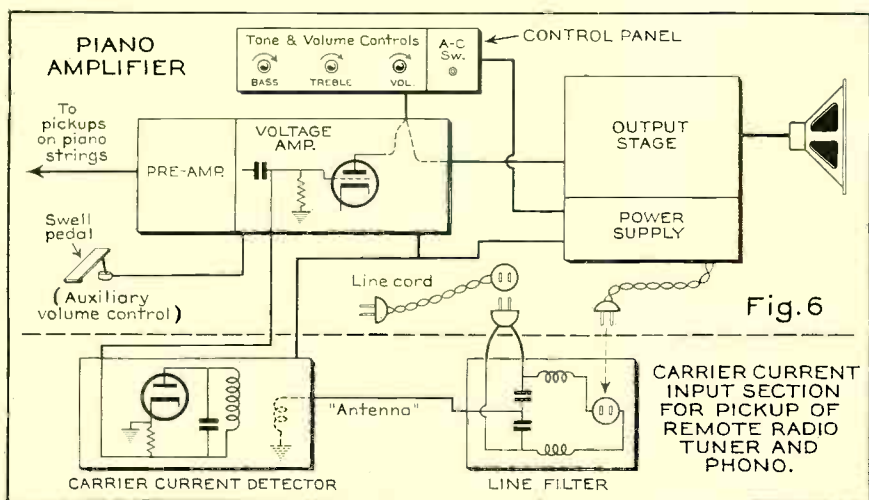 PIANO
AMPLIFIER
Tone & Volume Controls
BASS
TREBLE
VOL.
A-C
Sw.
CONTROL PANEL
To
pickups
on piano
strings
PRE-AMP.
VOLTAGE
AMP.
OUTPUT
STAGE
POWER
SUPPLY
Swell
pedal
(Auxiliary
volume control)
Line cord
Fig. 6
"Antenna"
CARRIER CURRENT DETECTOR
LINE FILTER
CARRIER CURRENT
INPUT SECTION
FOR PICKUP OF
REMOTE RADIO
TUNER AND
PHONO.